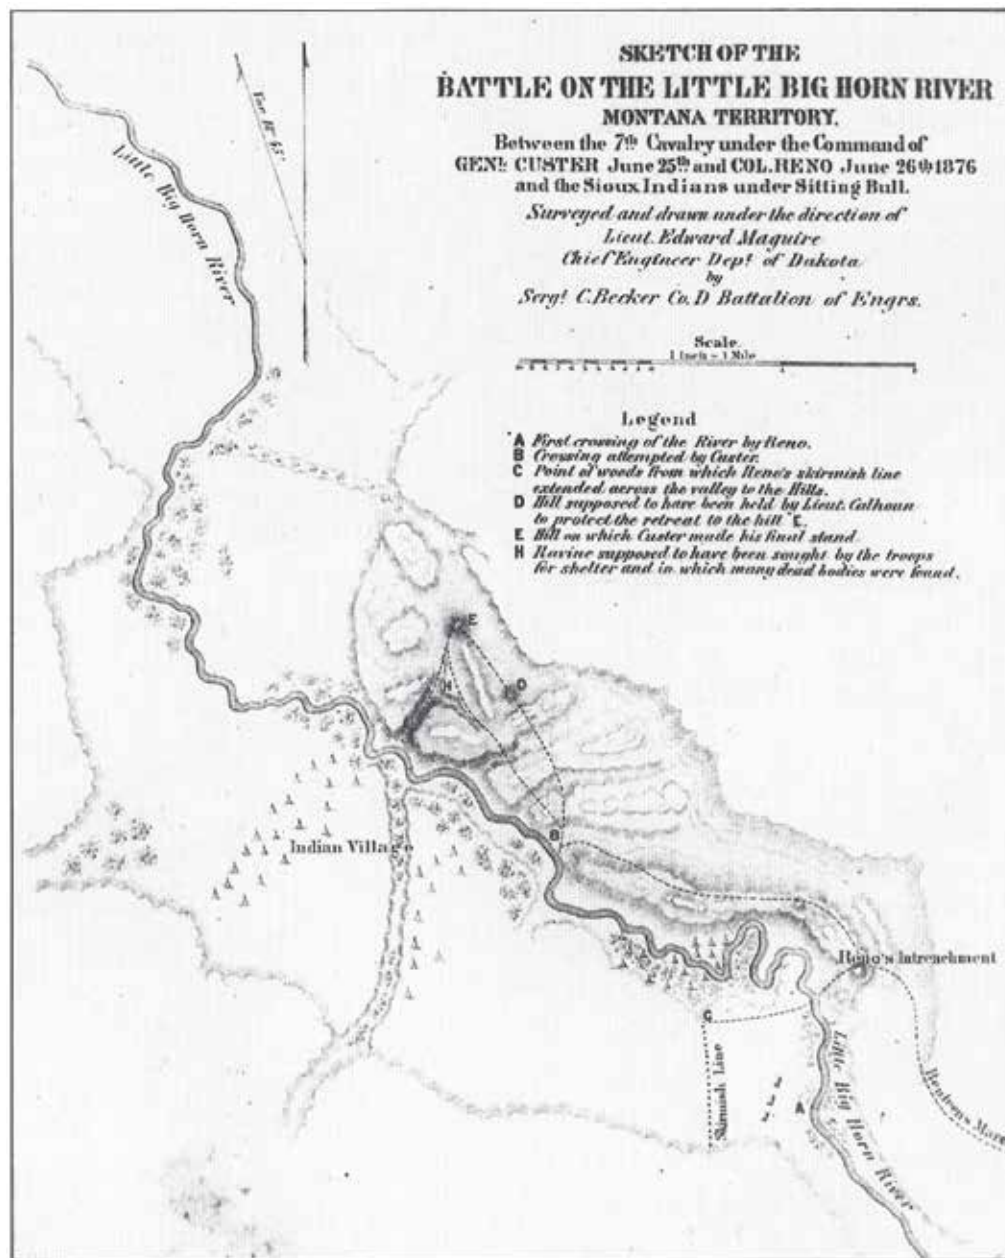 SKETCH OF THE
BATTLE ON THE LITTLE BIG HORN RIVER
MONTANA TERRITORY.
Between the 7th Cavalry under the Command of
GENL. CUSTER June 25th and COL. RENO June 26th 1876
and the Sioux Indians under Sitting Bull.
Surveyed and drawn under the direction of
Lieut. Edward Maguire
Chief Engineer Dept. of Dakota
by
Sergt. C. Becker Co. D Battalion of Engrs.
Scale.
1 Inch = 1 Mile
Legend
A First crossing of the River by Reno.
B Crossing attempted by Custer.
C Point of woods from which Reno's skirmish line
extended across the valley to the Hills.
D Hill supposed to have been held by Lieut. Calhoun
to protect the retreat to the hill E.
E Hill on which Custer made his final stand.
H Ravine supposed to have been sought by the troops
for shelter and in which many dead bodies were found.
Little Big Horn River
Var.
E
H
D
B
Indian Village
Reno's Intrenchment
C
Skirmish Line
A
Little Big Horn River